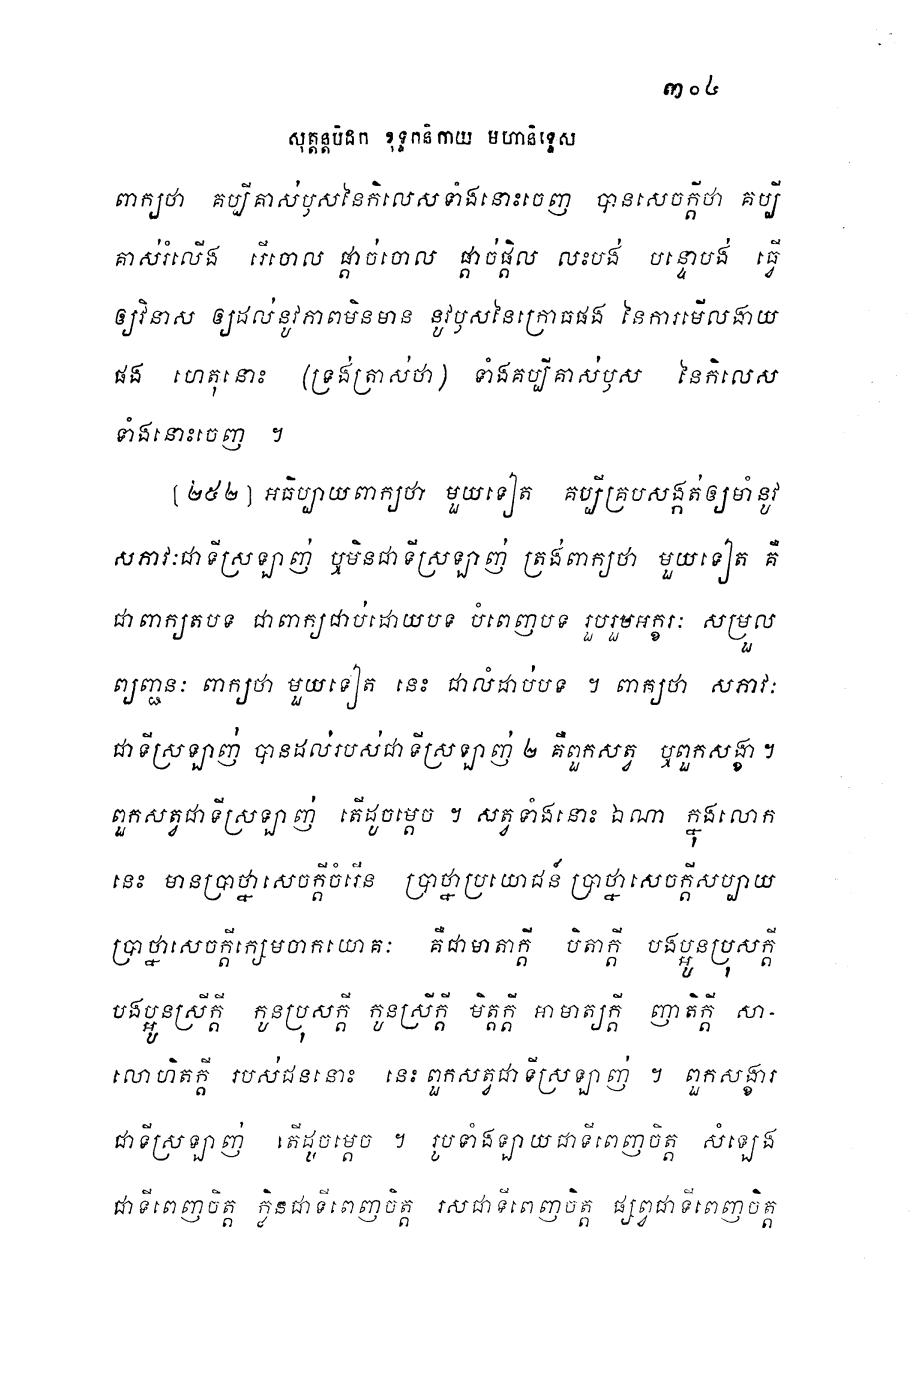 ៣០៤
សុត្តន្តបិដក ខុទ្ទកនិកាយ មហានិទ្ទេស
ពាក្យថា គប្បីគាស់ឫសនៃកិលេសទាំងនោះចេញ បានសេចក្តីថា គប្បី
គាស់រំលើង រើចោល ផ្តាច់ចោល ផ្តាច់ផ្តិល លះបង់ បន្ទោបង់ ធ្វើ
ឲ្យវិនាស ឲ្យដល់នូវភាពមិនមាន នូវឫសនៃក្រោធផង នៃការមើលងាយ
ផង ហេតុនោះ (ទ្រង់ត្រាស់ថា) ទាំងគប្បីគាស់ឫស នៃកិលេស
ទាំងនោះចេញ ។
[២៥២] អធិប្បាយពាក្យថា មួយទៀត គប្បីគ្របសង្កត់ឲ្យមាំនូវ
សភាវៈជាទីស្រឡាញ់ ឬមិនជាទីស្រឡាញ់ ត្រង់ពាក្យថា មួយទៀត គឺ
ជាពាក្យតបទ ជាពាក្យជាប់ដោយបទ បំពេញបទ រួបរួមអក្ខរៈ សម្រួល
ព្យញ្ជនៈ ពាក្យថា មួយទៀត នេះ ជាលំដាប់បទ ។ ពាក្យថា សភាវៈ
ជាទីស្រឡាញ់ បានដល់របស់ជាទីស្រឡាញ់ ២ គឺពួកសត្វ ឬពួកសង្ខា ។
ពួកសត្វជាទីស្រឡាញ់ តើដូចម្តេច ។ សត្វទាំងនោះ ឯណា ក្នុងលោក
នេះ មានប្រាថ្នាសេចក្តីចំរើន ប្រាថ្នាប្រយោជន៍ ប្រាថ្នាសេចក្តីសប្បាយ
ប្រាថ្នាសេចក្តីក្សេមចាកយោគៈ គឺជាមាតាក្តី បិតាក្តី បងប្អូនប្រុសក្តី
បងប្អូនស្រីក្តី កូនប្រុសក្តី កូនស្រីក្តី មិត្តក្តី អាមាត្យក្តី ញាតិក្តី សា-
លោហិតក្តី របស់ជននោះ នេះពួកសត្វជាទីស្រឡាញ់ ។ ពួកសង្ខារ
ជាទីស្រឡាញ់ តើដូចម្តេច ។ រូបទាំងឡាយជាទីពេញចិត្ត សំឡេង
ជាទីពេញចិត្ត ក្លិនជាទីពេញចិត្ត រសជាទីពេញចិត្ត ផ្សព្វជាទីពេញចិត្ត